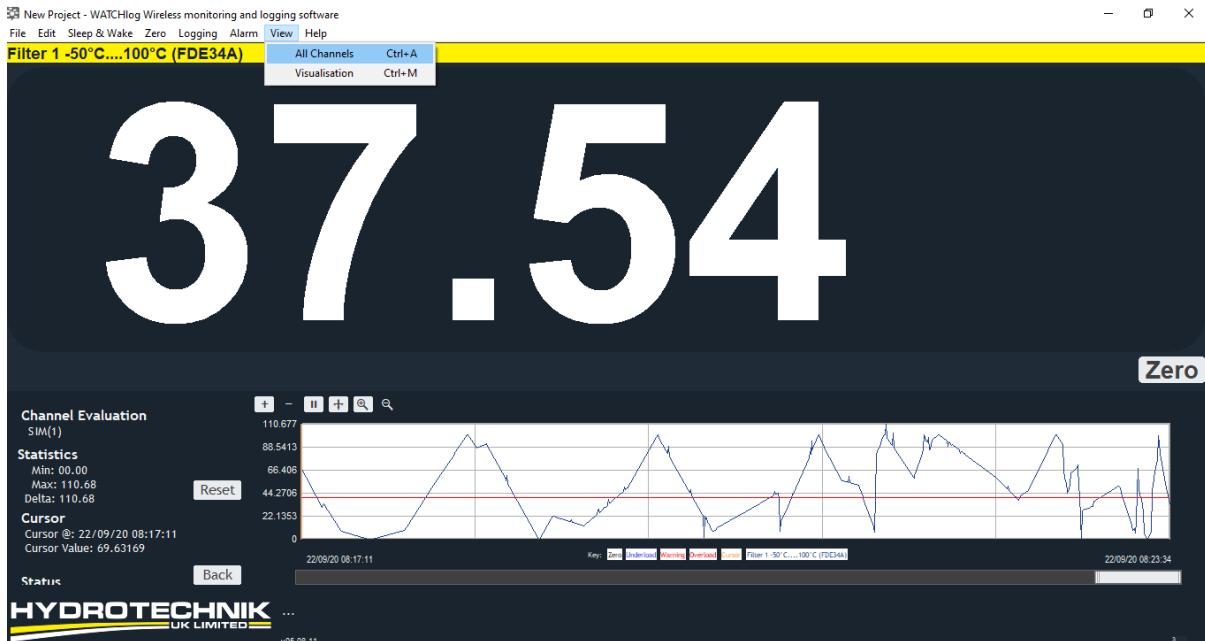 New Project - WATCHlog Wireless monitoring and logging software
File Edit Sleep & Wake Zero Logging Alarm View Help
Filter 1 -50°C....100°C (FDE34A)
All Channels Ctrl+A
Visualisation Ctrl+M
37.54
Zero
Channel Evaluation
SIM(1)
Statistics
Min: 00.00
Max: 110.68
Delta: 110.68
Reset
Cursor
Cursor @: 22/09/20 08:17:11
Cursor Value: 69.63169
Back
Status
110.677
88.5413
66.406
44.2706
22.1353
0
22/09/20 08:17:11
Key: Zero Underload Warning Overload Cursor Filter 1 -50°C....100°C (FDE34A)
22/09/20 08:23:34
HYDROTECHNIK
UK LIMITED
...